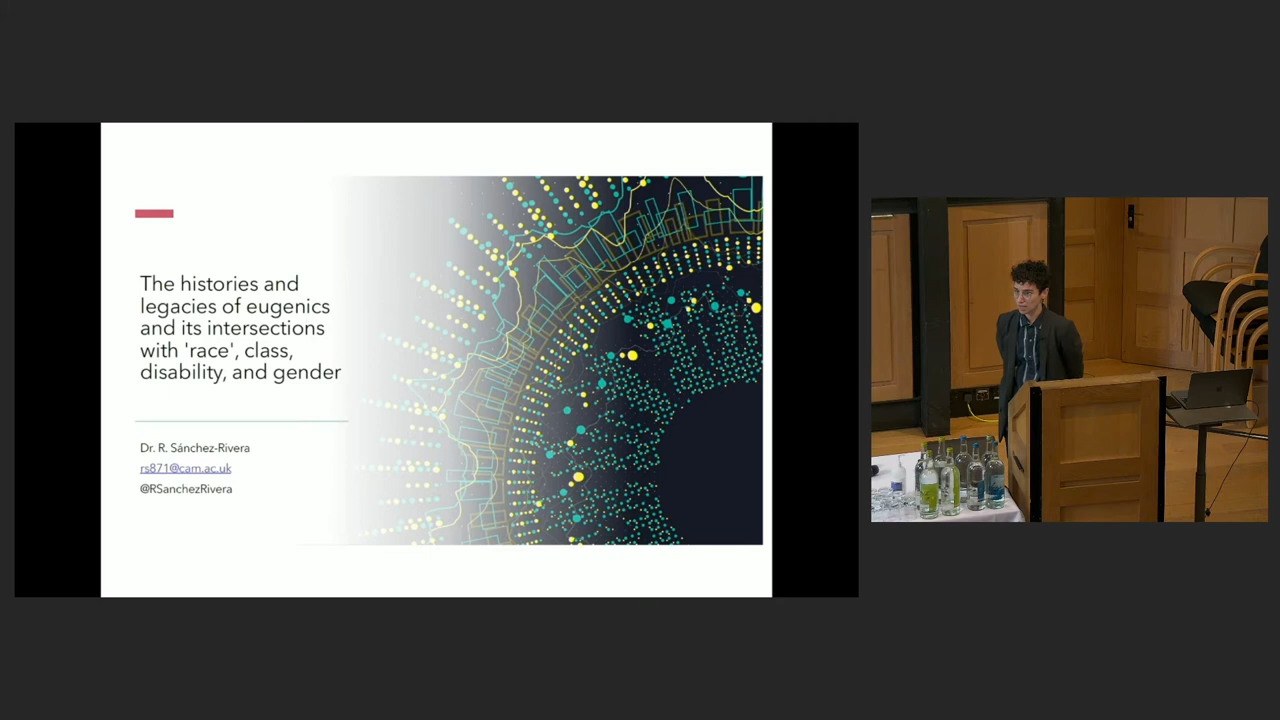 The histories and
legacies of eugenics
and its intersections
with 'race', class,
disability, and gender
Dr. R. Sánchez-Rivera
rs871@cam.ac.uk
@RSanchezRivera